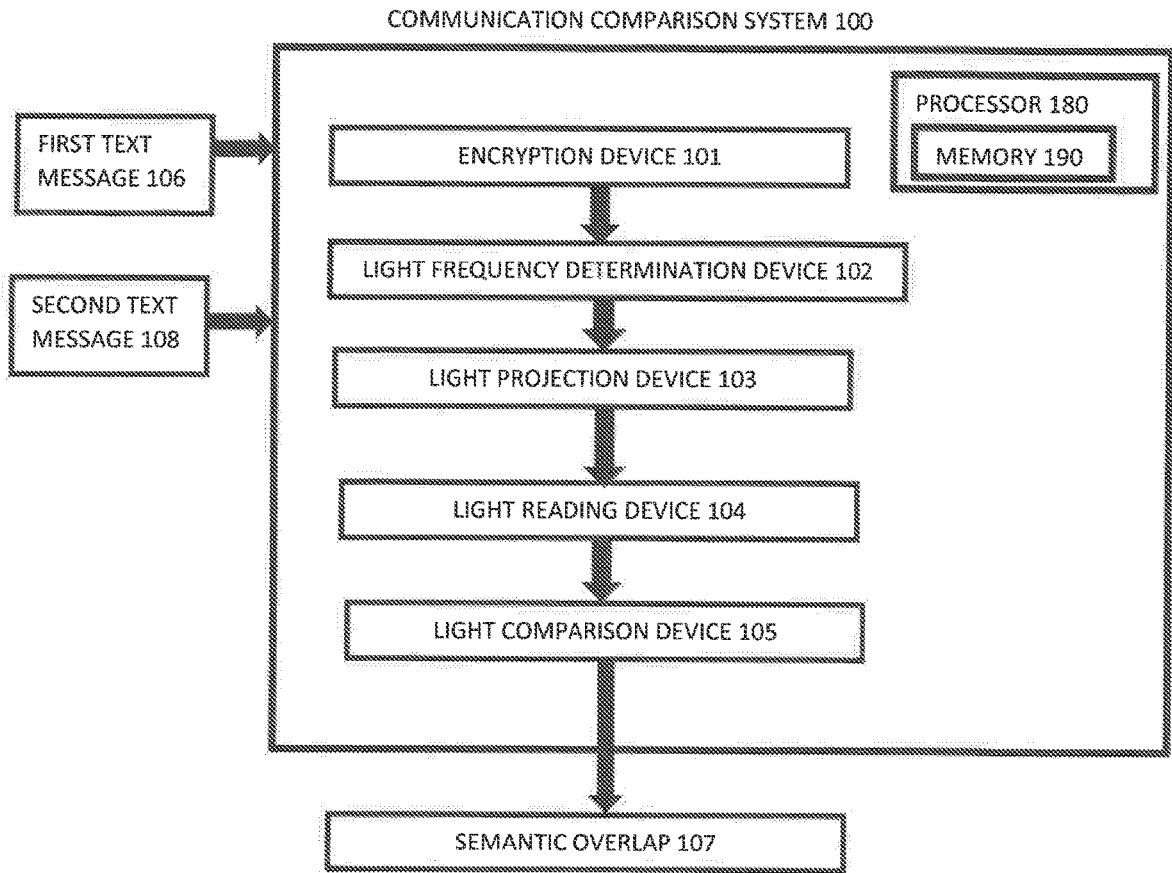 COMMUNICATION COMPARISON SYSTEM 100
PROCESSOR 180
MEMORY 190
FIRST TEXT
MESSAGE 106
ENCRYPTION DEVICE 101
LIGHT FREQUENCY DETERMINATION DEVICE 102
SECOND TEXT
MESSAGE 108
LIGHT PROJECTION DEVICE 103
LIGHT READING DEVICE 104
LIGHT COMPARISON DEVICE 105
SEMANTIC OVERLAP 107